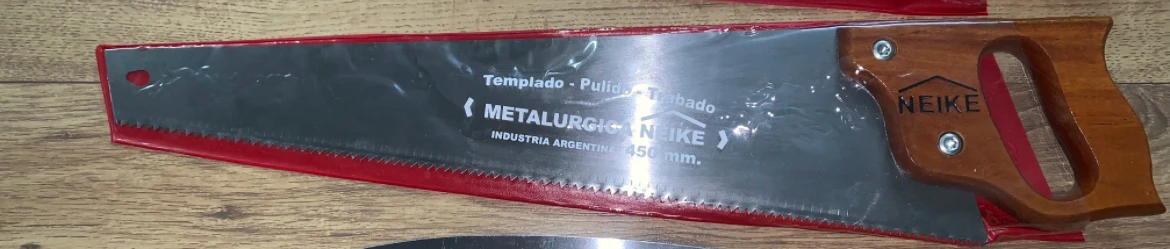 Templado - Pulido - Trabado
METALURGICA NEIKE
INDUSTRIA ARGENTINA 450 mm.
NEIKE